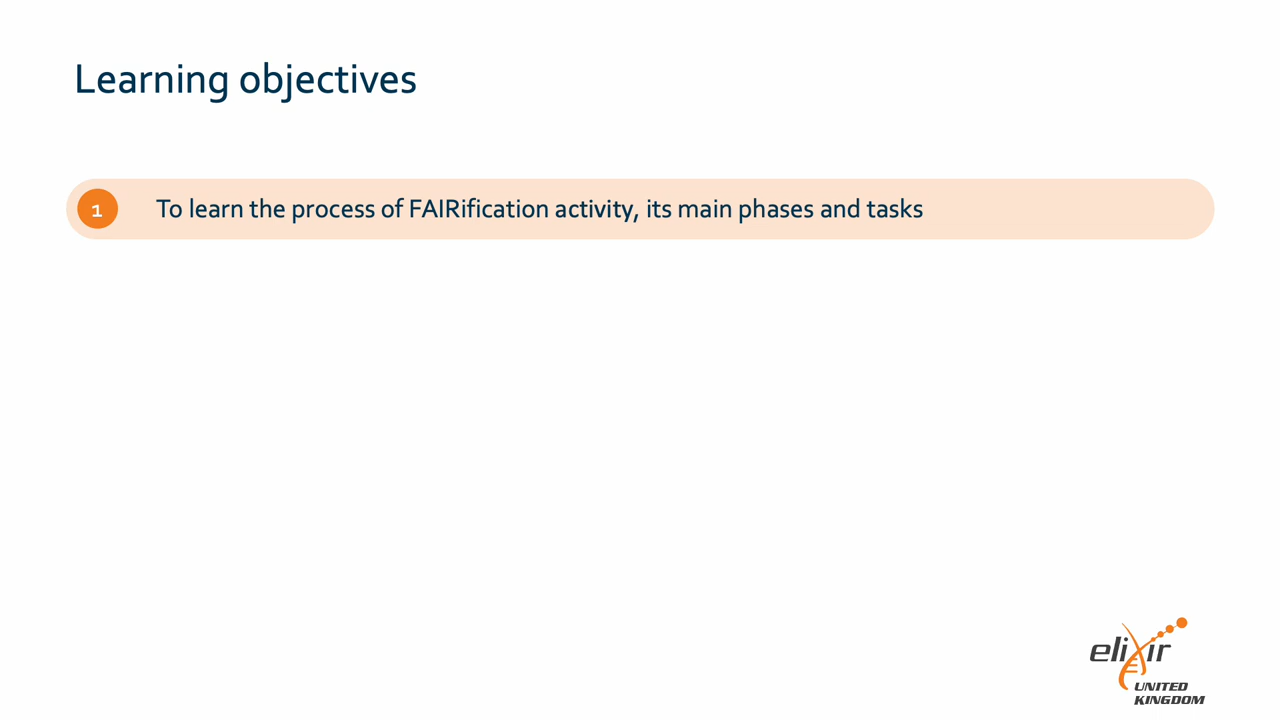 Learning objectives
1 To learn the process of FAIRification activity, its main phases and tasks
elixir
UNITED
KINGDOM